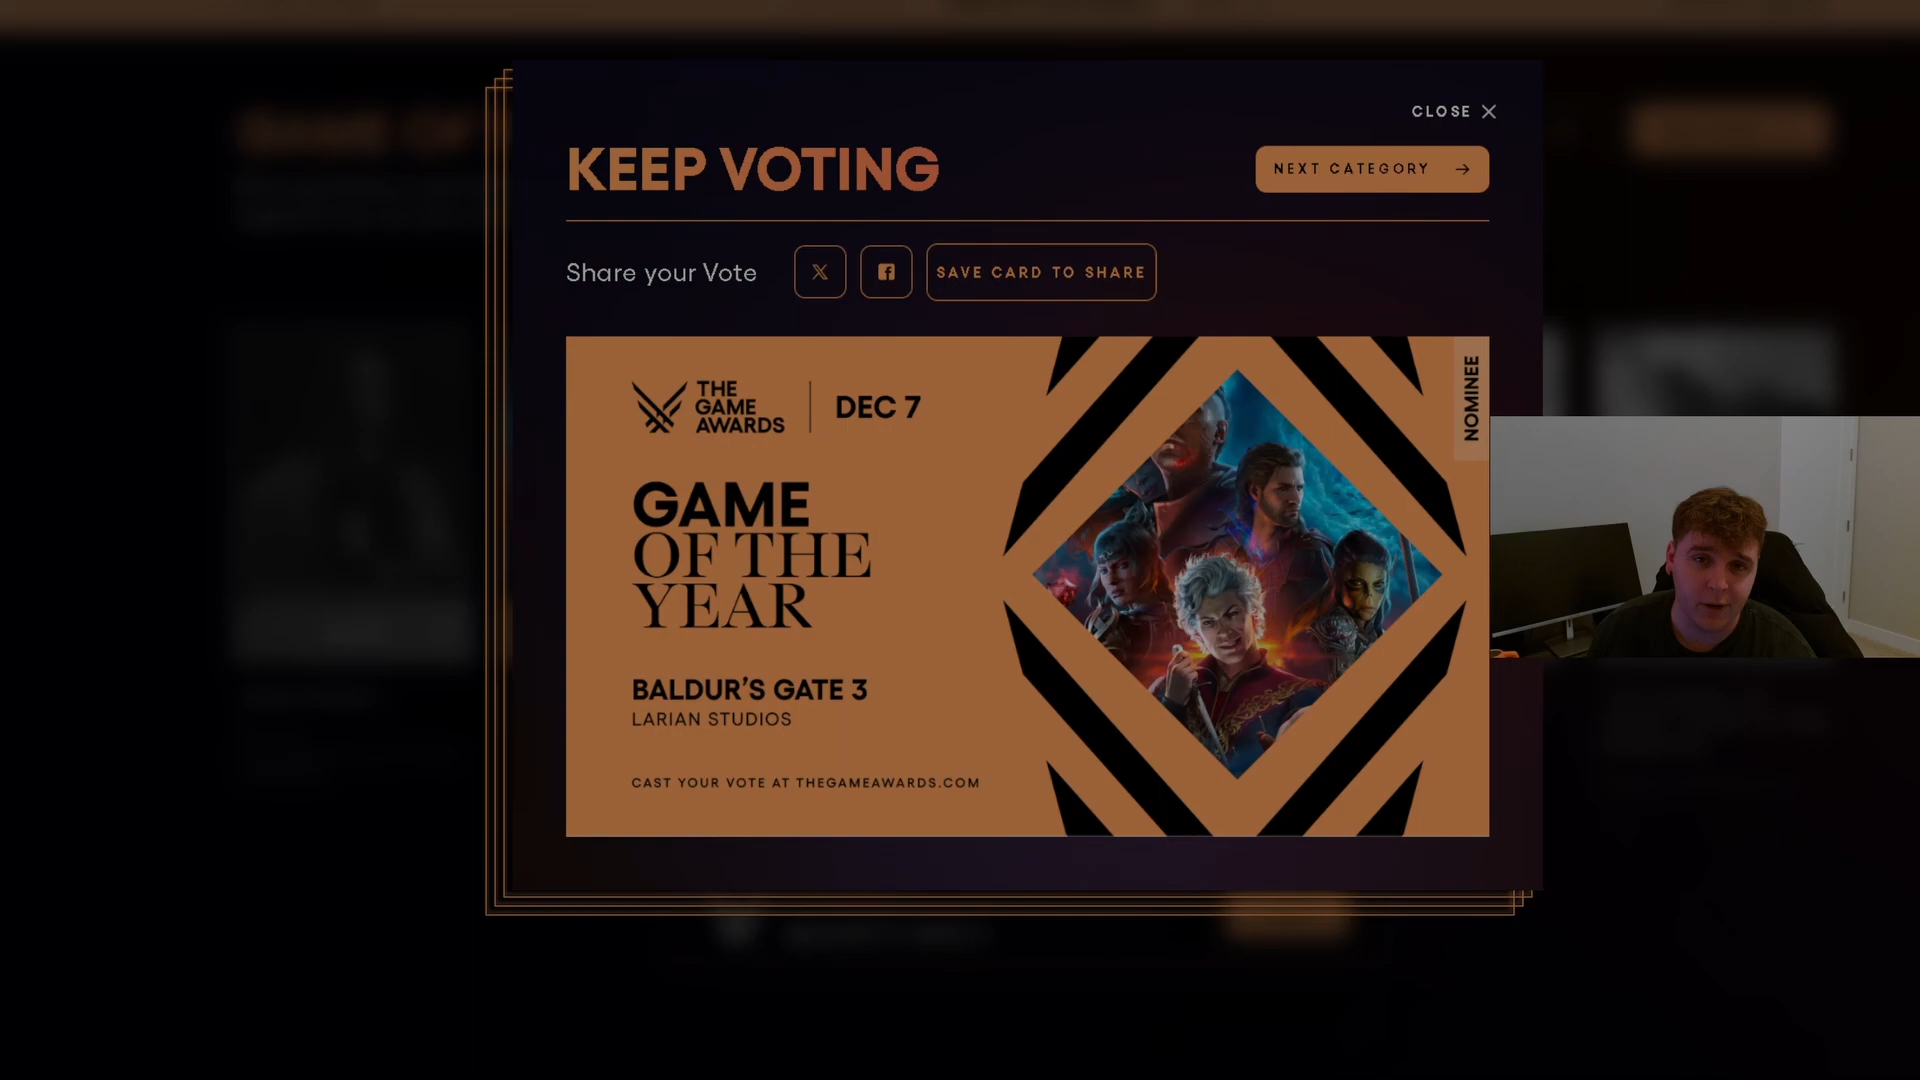 CLOSE
KEEP VOTING
NEXT CATEGORY
Share your Vote
SAVE CARD TO SHARE
THE
GAME
AWARDS
DEC 7
NOMINEE
GAME
OF THE
YEAR
BALDUR'S GATE 3
LARIAN STUDIOS
CAST YOUR VOTE AT THEGAMEAWARDS.COM